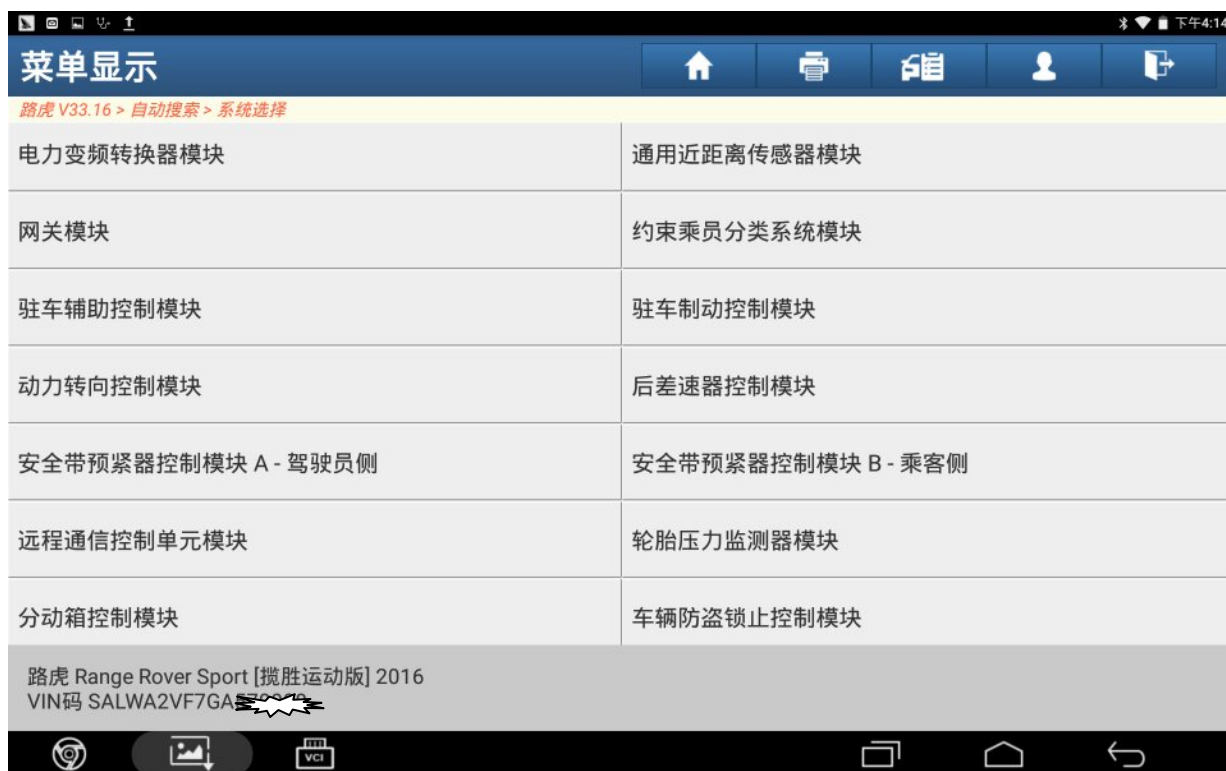 下午4:14
菜单显示
路虎 V33.16 > 自动搜索 > 系统选择
电力变频转换器模块
通用近距离传感器模块
网关模块
约束乘员分类系统模块
驻车辅助控制模块
驻车制动控制模块
动力转向控制模块
后差速器控制模块
安全带预紧器控制模块 A - 驾驶员侧
安全带预紧器控制模块 B - 乘客侧
远程通信控制单元模块
轮胎压力监测器模块
分动箱控制模块
车辆防盗锁止控制模块
路虎 Range Rover Sport [揽胜运动版] 2016
VIN码 SALWA2VF7GA
VCI